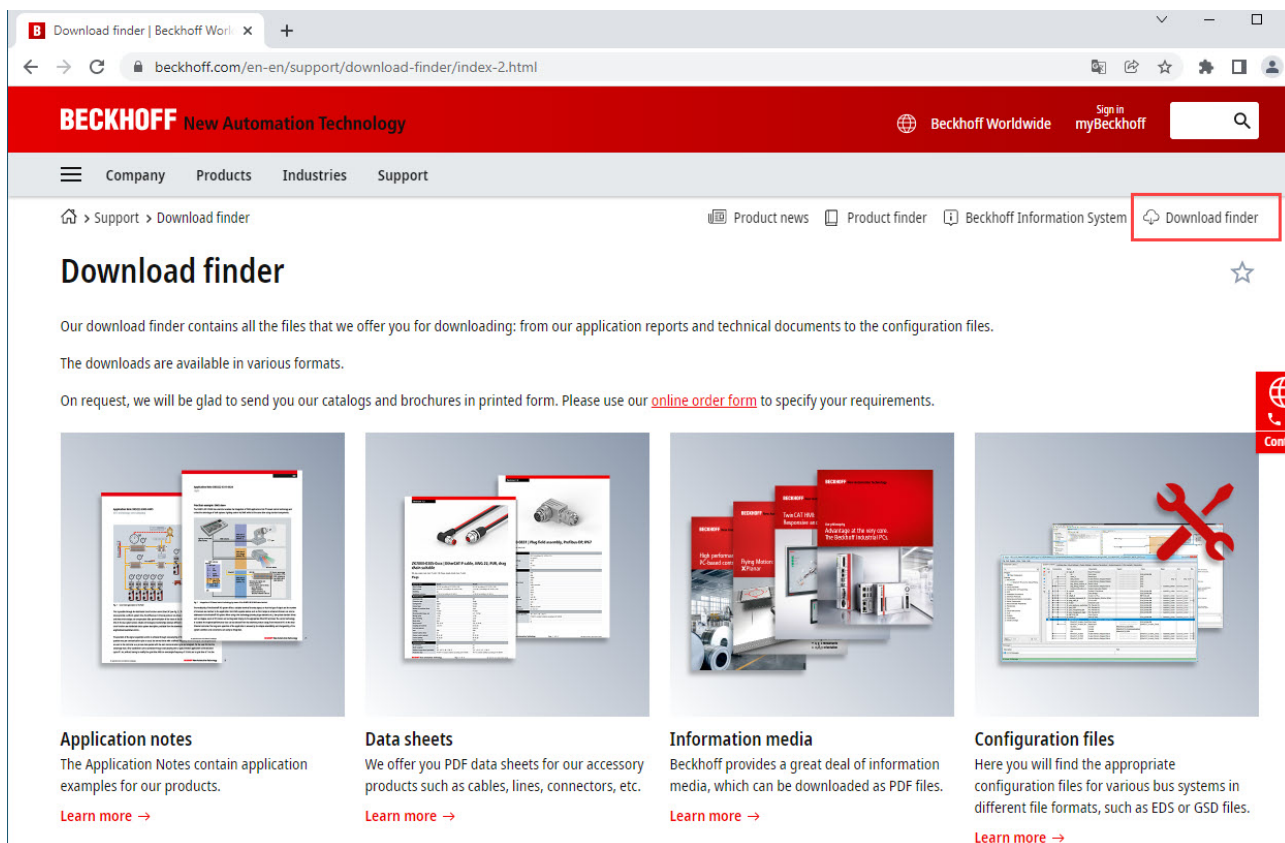 Download finder | Beckhoff Worl
beckhoff.com/en-en/support/download-finder/index-2.html
BECKHOFF New Automation Technology
Beckhoff Worldwide
Sign in
myBeckhoff
Company Products Industries Support
> Support > Download finder
Product news Product finder Beckhoff Information System Download finder
Download finder
Our download finder contains all the files that we offer you for downloading: from our application reports and technical documents to the configuration files.
The downloads are available in various formats.
On request, we will be glad to send you our catalogs and brochures in printed form. Please use our online order form to specify your requirements.
Cont
Application notes
The Application Notes contain application
examples for our products.
Learn more →
Data sheets
We offer you PDF data sheets for our accessory
products such as cables, lines, connectors, etc.
Learn more →
Information media
Beckhoff provides a great deal of information
media, which can be downloaded as PDF files.
Learn more →
Configuration files
Here you will find the appropriate
configuration files for various bus systems in
different file formats, such as EDS or GSD files.
Learn more →